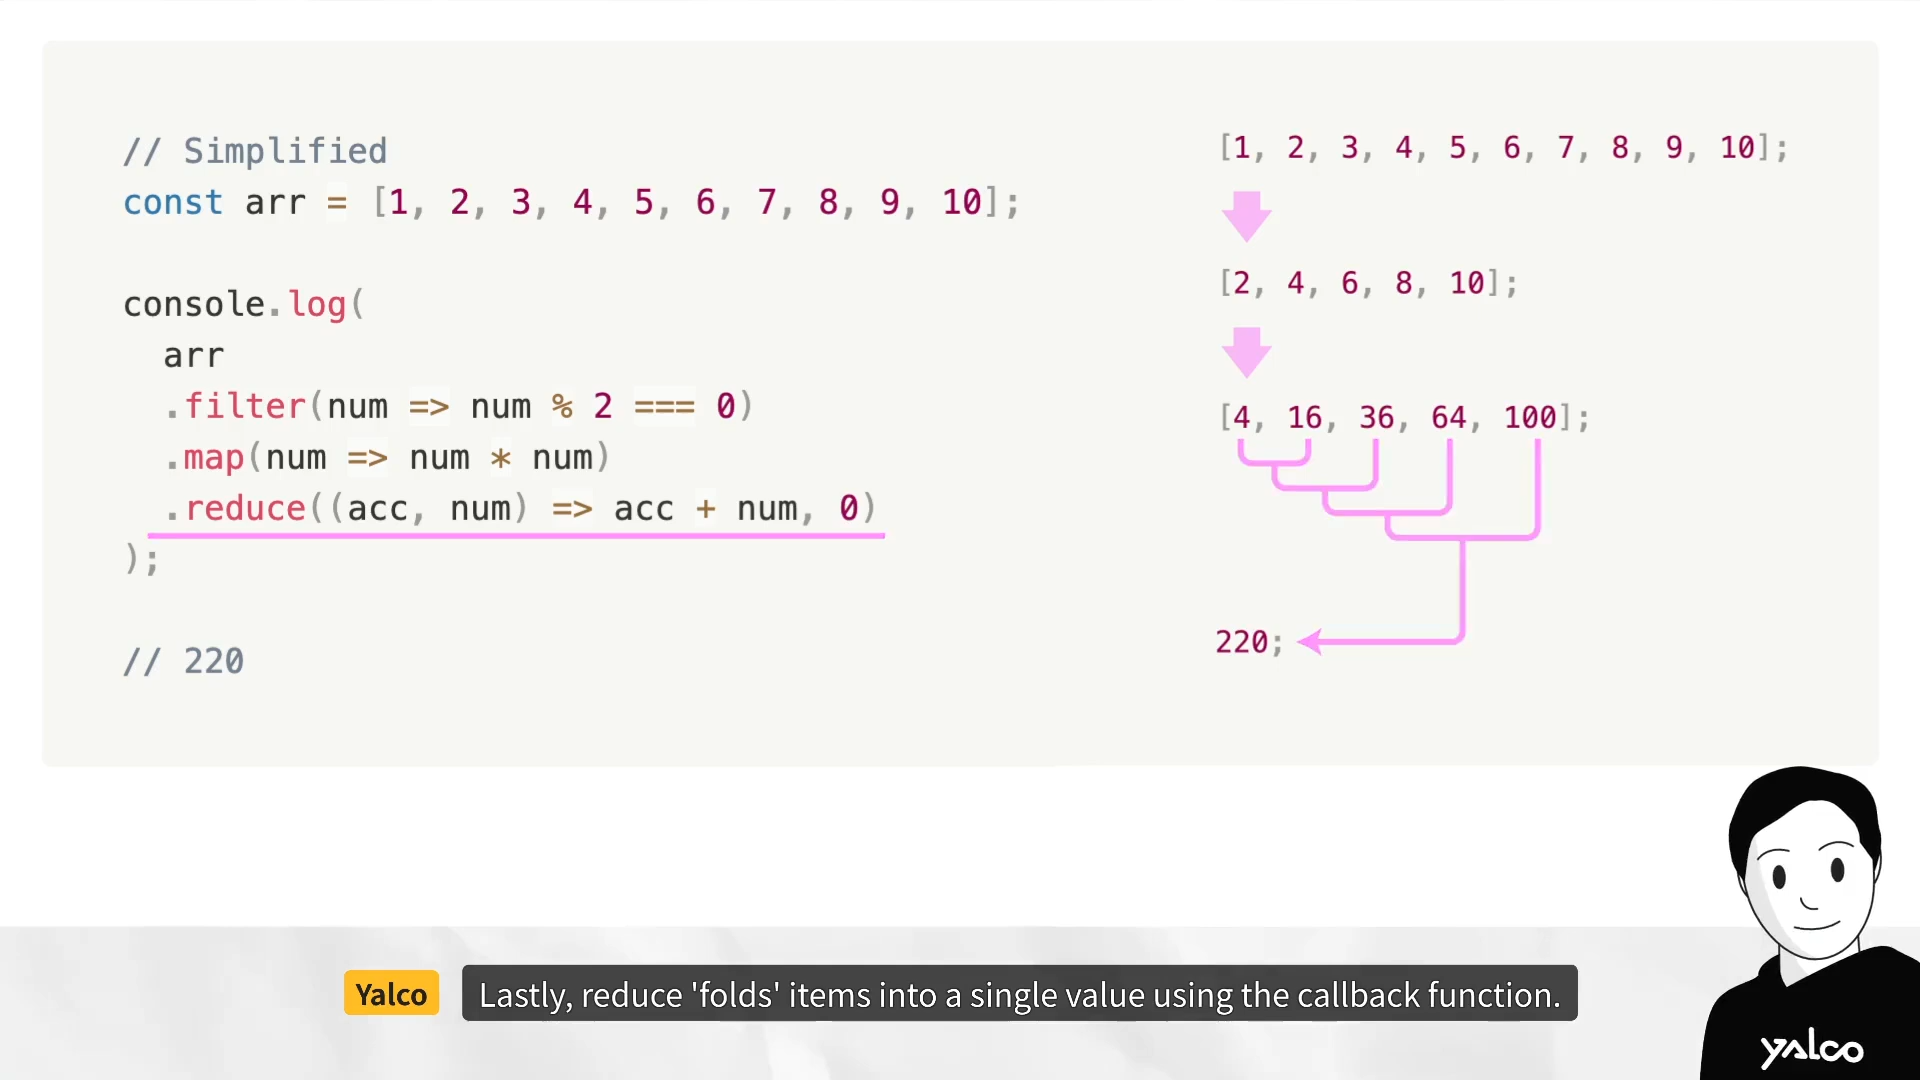 // Simplified
const arr = [1, 2, 3, 4, 5, 6, 7, 8, 9, 10];
console.log(
arr
.filter(num => num % 2 === 0)
.map(num => num * num)
.reduce((acc, num) => acc + num, 0)
);
// 220
[1, 2, 3, 4, 5, 6, 7, 8, 9, 10];
[2, 4, 6, 8, 10];
[4, 16, 36, 64, 100];
220;
Yalco
Lastly, reduce 'folds' items into a single value using the callback function.
yalco